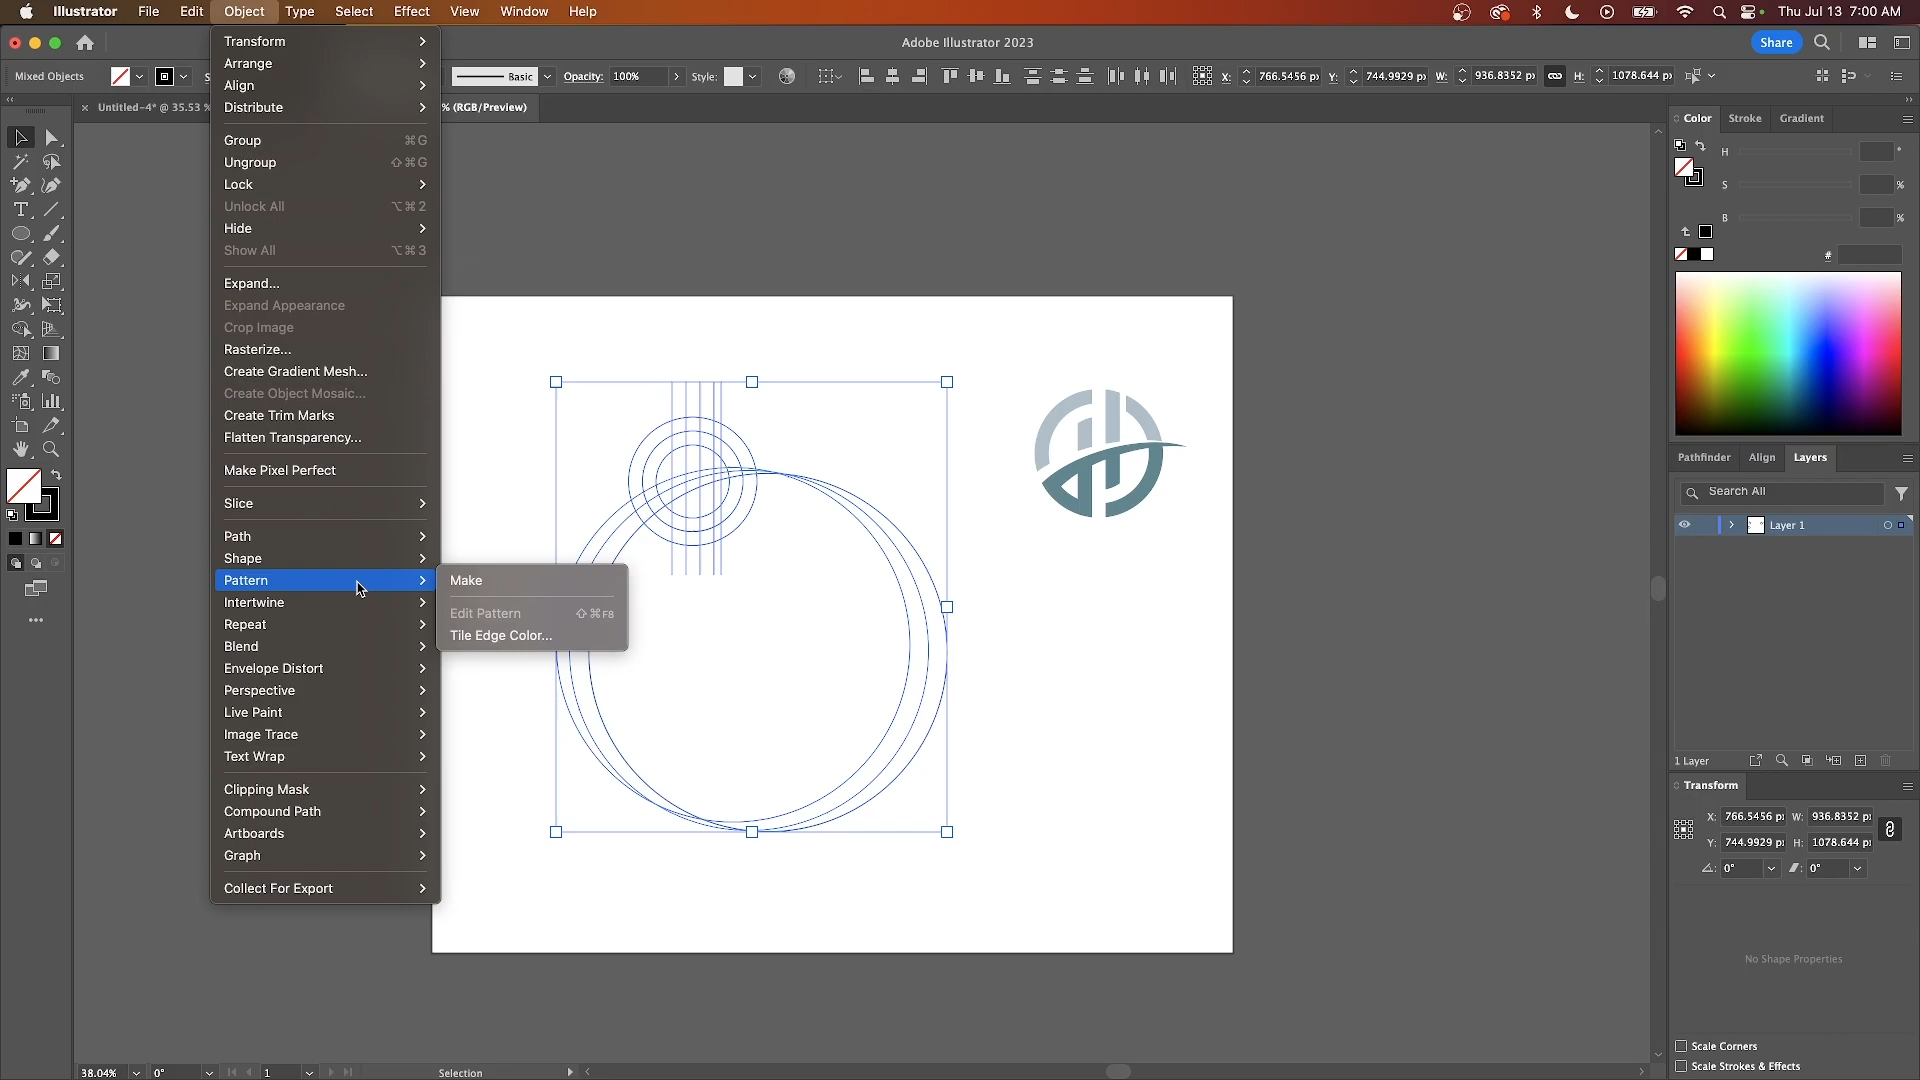 Illustrator File Edit Object Type Select Effect View Window Help
Thu Jul 13 7:00 AM
Adobe Illustrator 2023
Share
Mixed Objects
Basic
Opacity: 100%
Style:
X: 766.5456 p
Y: 744.9929 p
W: 936.8352 p
H: 1078.644 p
× Untitled-4* @ 35.53 %
% (RGB/Preview)
Transform
Arrange
Align
Distribute
Group ⌘G
Ungroup ⇧⌘G
Lock
Unlock All ⌥⌘2
Hide
Show All ⌥⌘3
Expand...
Expand Appearance
Crop Image
Rasterize...
Create Gradient Mesh...
Create Object Mosaic...
Create Trim Marks
Flatten Transparency...
Make Pixel Perfect
Slice
Path
Shape
Pattern
Intertwine
Repeat
Blend
Envelope Distort
Perspective
Live Paint
Image Trace
Text Wrap
Clipping Mask
Compound Path
Artboards
Graph
Collect For Export
Make
Edit Pattern ⇧⌘F8
Tile Edge Color...
Color Stroke Gradient
H °
S %
B %
#
Pathfinder Align Layers
Search All
Layer 1
1 Layer
Transform
X: 766.5456 p W: 936.8352 p
Y: 744.9929 p H: 1078.644 p
0° 0°
No Shape Properties
Scale Corners
Scale Strokes & Effects
38.04% 0° 1 Selection